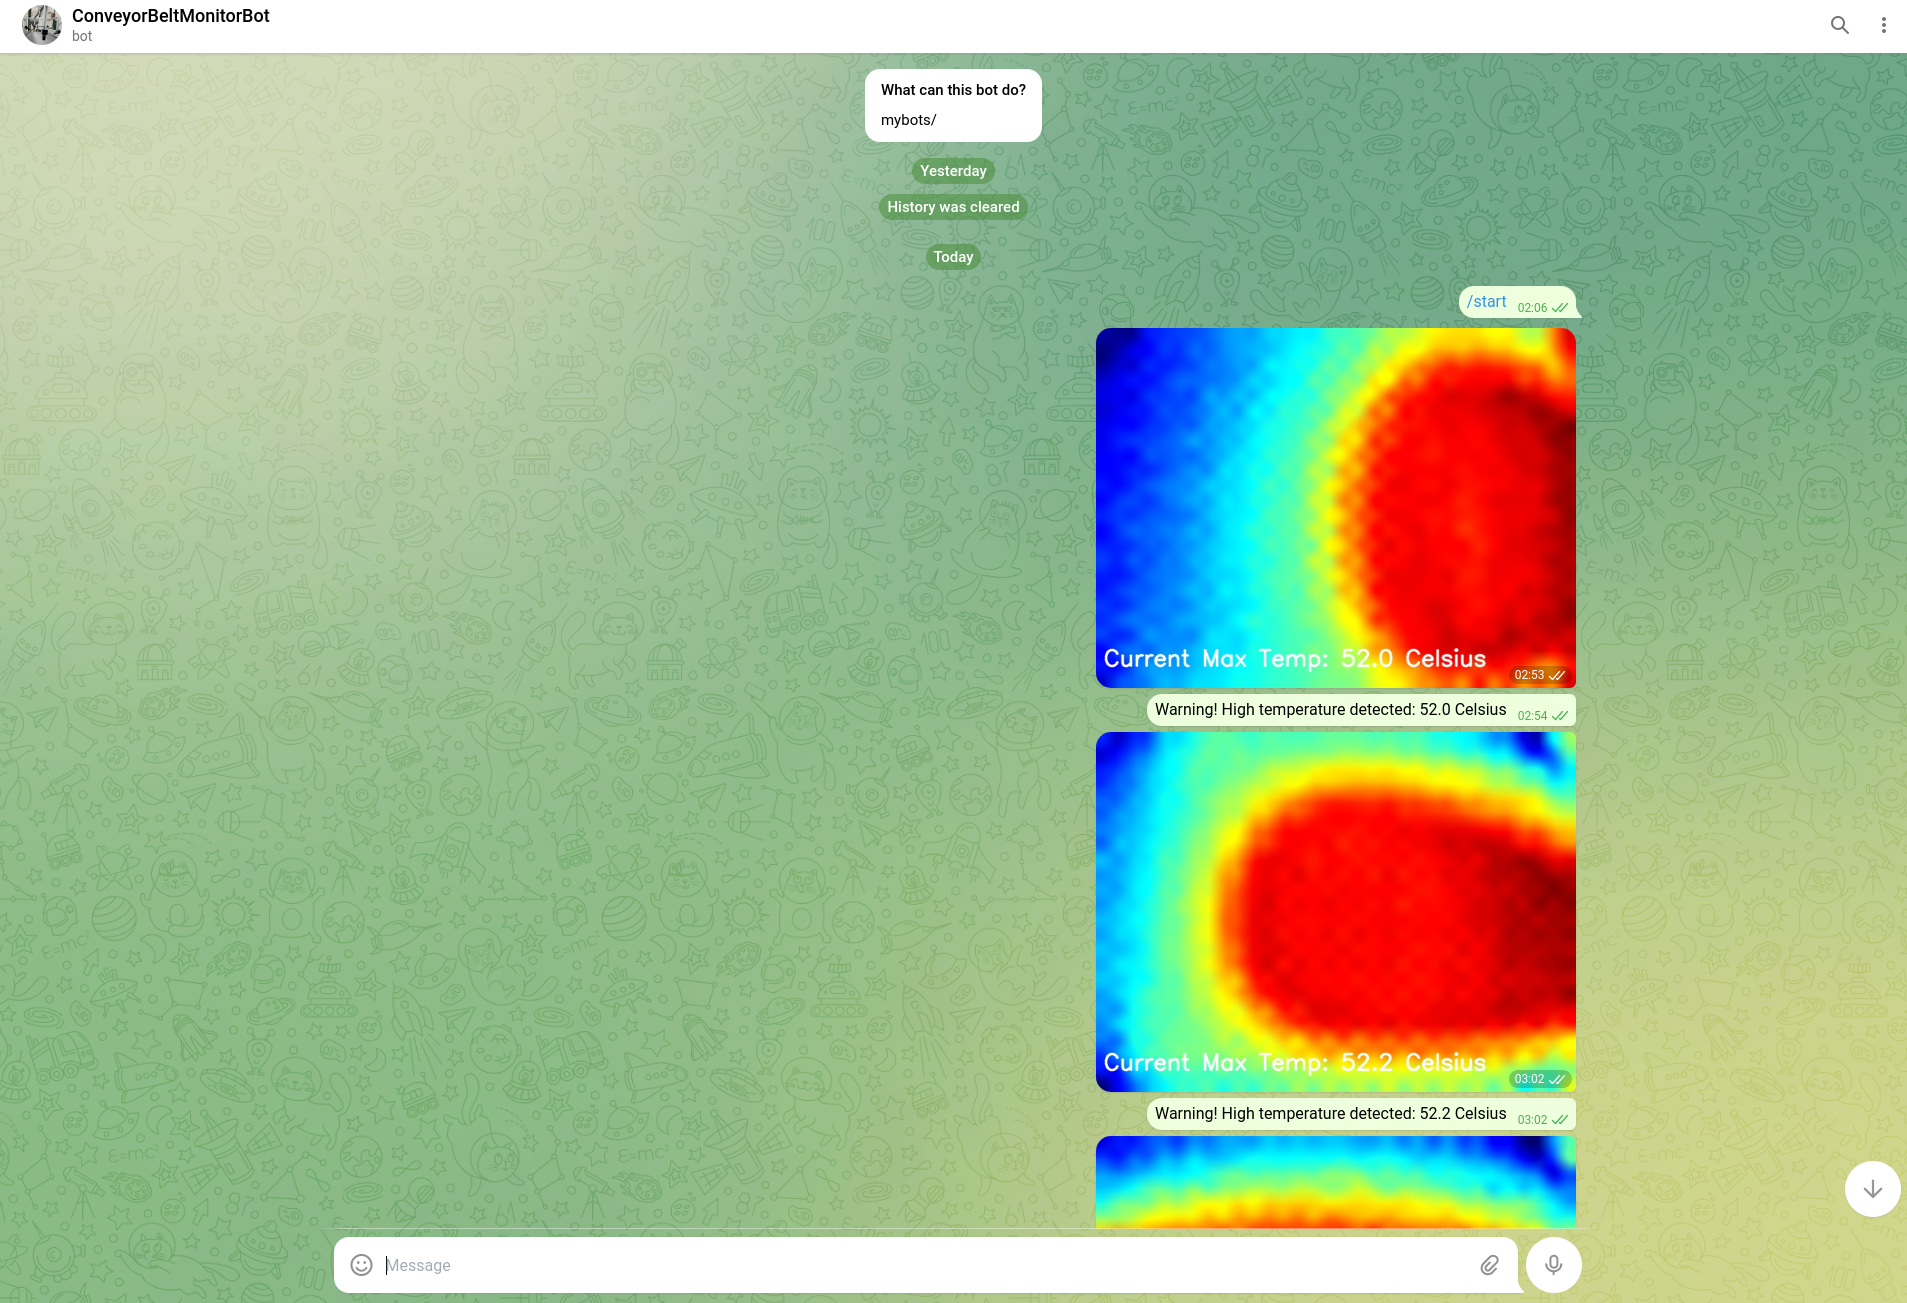 ConveyorBeltMonitorBot
bot
What can this bot do?
mybots/
Yesterday
History was cleared
Today
/start 02:06
Current Max Temp: 52.0 Celsius
02:53
Warning! High temperature detected: 52.0 Celsius 02:54
Current Max Temp: 52.2 Celsius
03:02
Warning! High temperature detected: 52.2 Celsius 03:02
Message